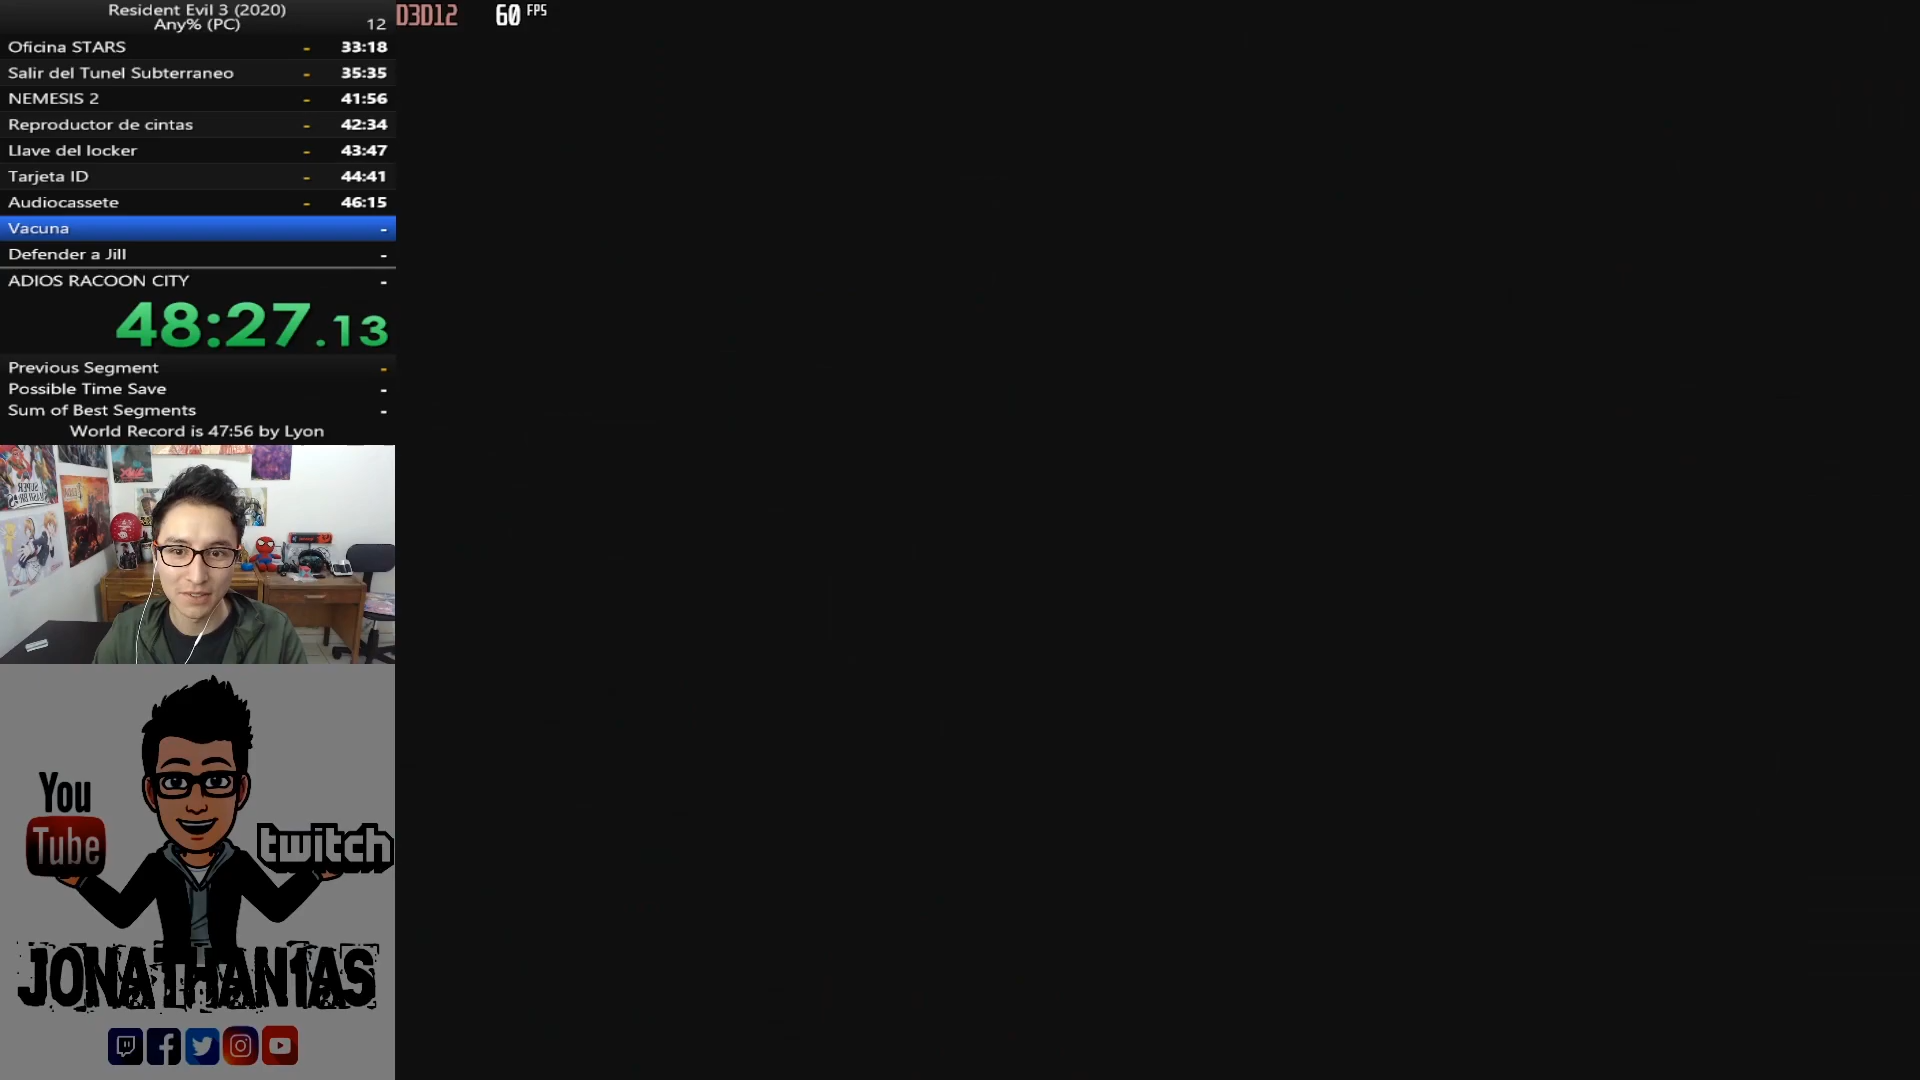 Resident Evil 3 (2020)
Any% (PC) 12
Oficina STARS - 33:18
Salir del Tunel Subterraneo - 35:35
NEMESIS 2 - 41:56
Reproductor de cintas - 42:34
Llave del locker - 43:47
Tarjeta ID - 44:41
Audiocassete - 46:15
Vacuna -
Defender a Jill -
ADIOS RACOON CITY -
48:27.13
Previous Segment -
Possible Time Save -
Sum of Best Segments -
World Record is 47:56 by Lyon
D3D12 60 FPS
You
Tube
twitch
JONATHAN1AS